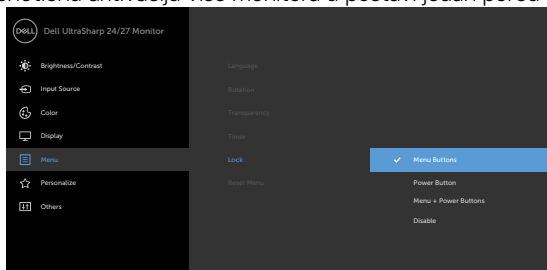 DELL Dell UltraSharp 24/27 Monitor
Brightness/Contrast Language
Input Source Rotation
Color Transparency
Display Timer
Menu Lock ✓ Menu Buttons
Personalize Reset Menu Power Button
Menu + Power Buttons
Others
Disable